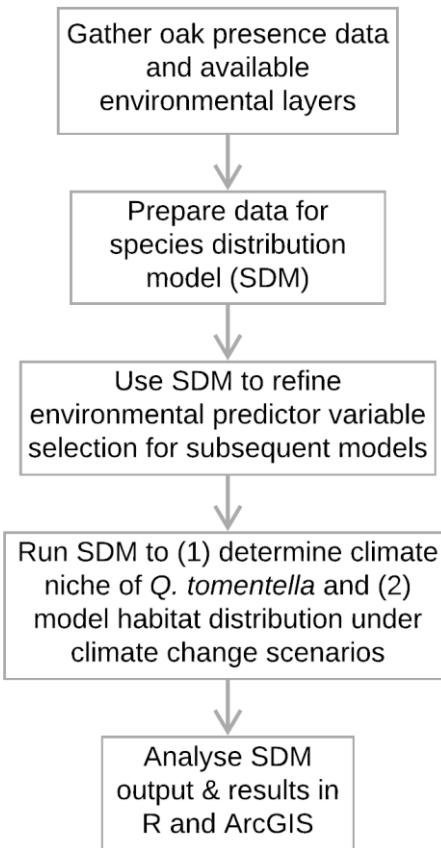 Gather oak presence data
and available
environmental layers
Prepare data for
species distribution
model (SDM)
Use SDM to refine
environmental predictor variable
selection for subsequent models
Run SDM to (1) determine climate
niche of Q. tomentella and (2)
model habitat distribution under
climate change scenarios
Analyse SDM
output & results in
R and ArcGIS